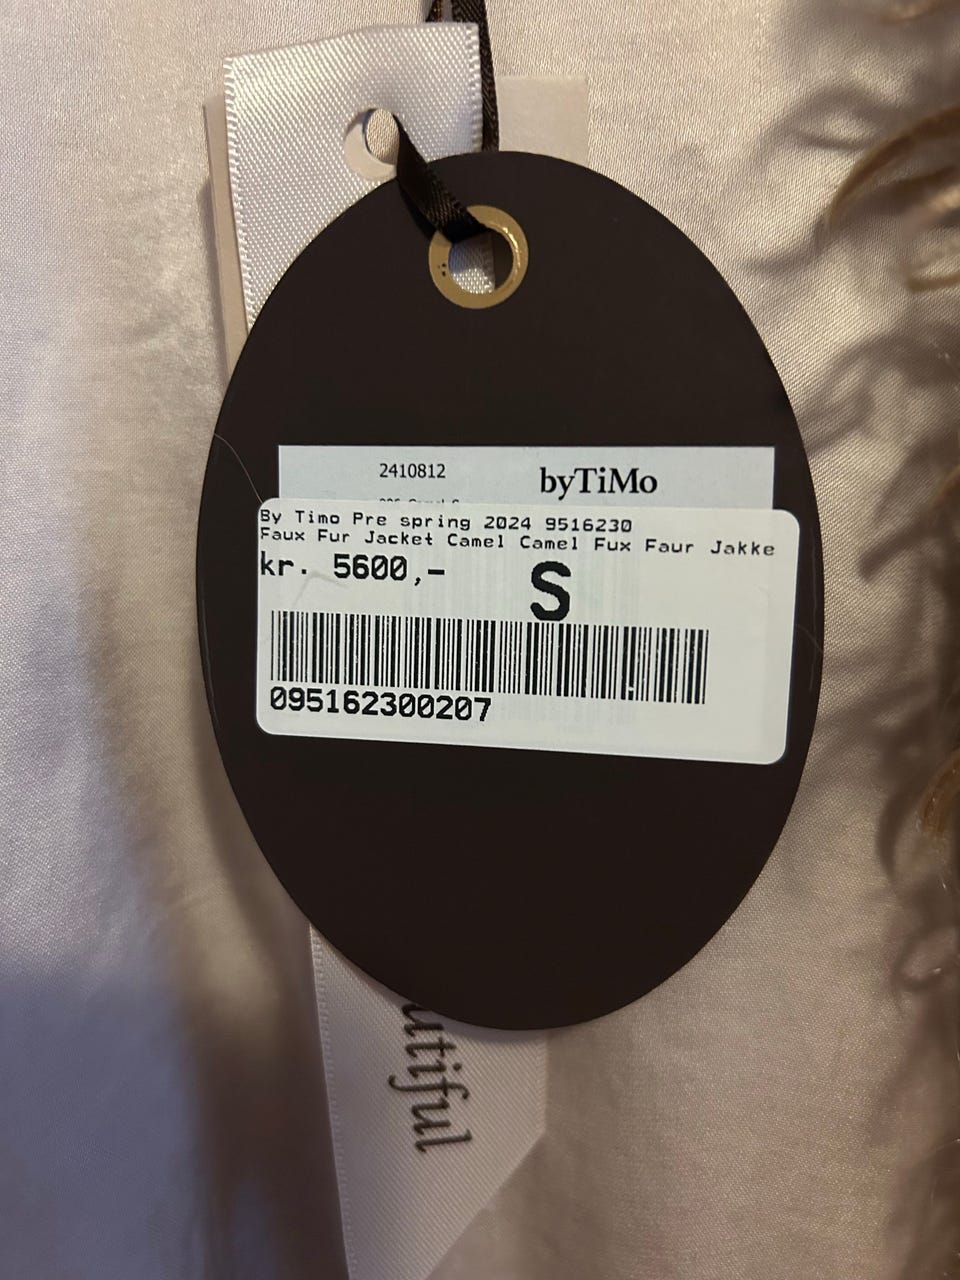 2410812 byTiMo
By Timo Pre spring 2024 9516230
Faux Fur Jacket Camel Camel Fux Faur Jakke
kr. 5600,- S
095162300207
utiful